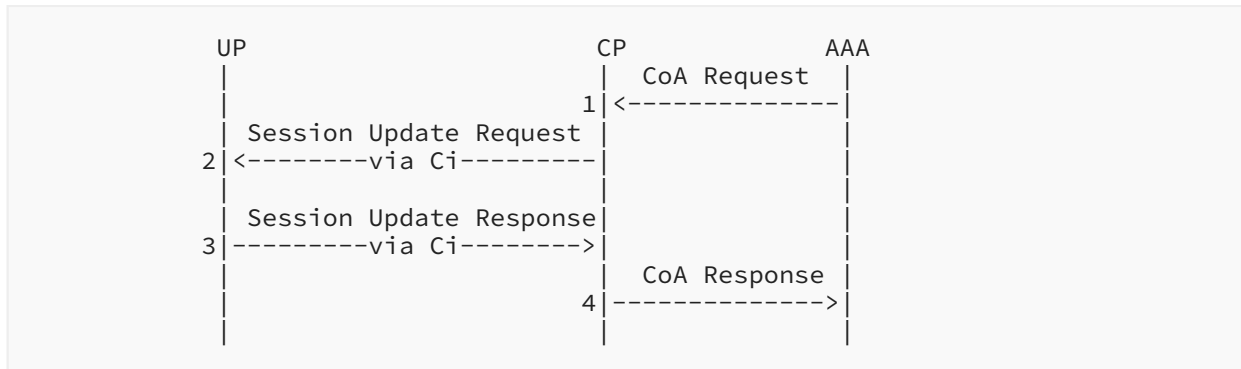 UP CP AAA
CoA Request
1|<--------------|
Session Update Request
2|<--------via Ci---------|
Session Update Response
3|---------via Ci-------->|
CoA Response
4|-------------->|